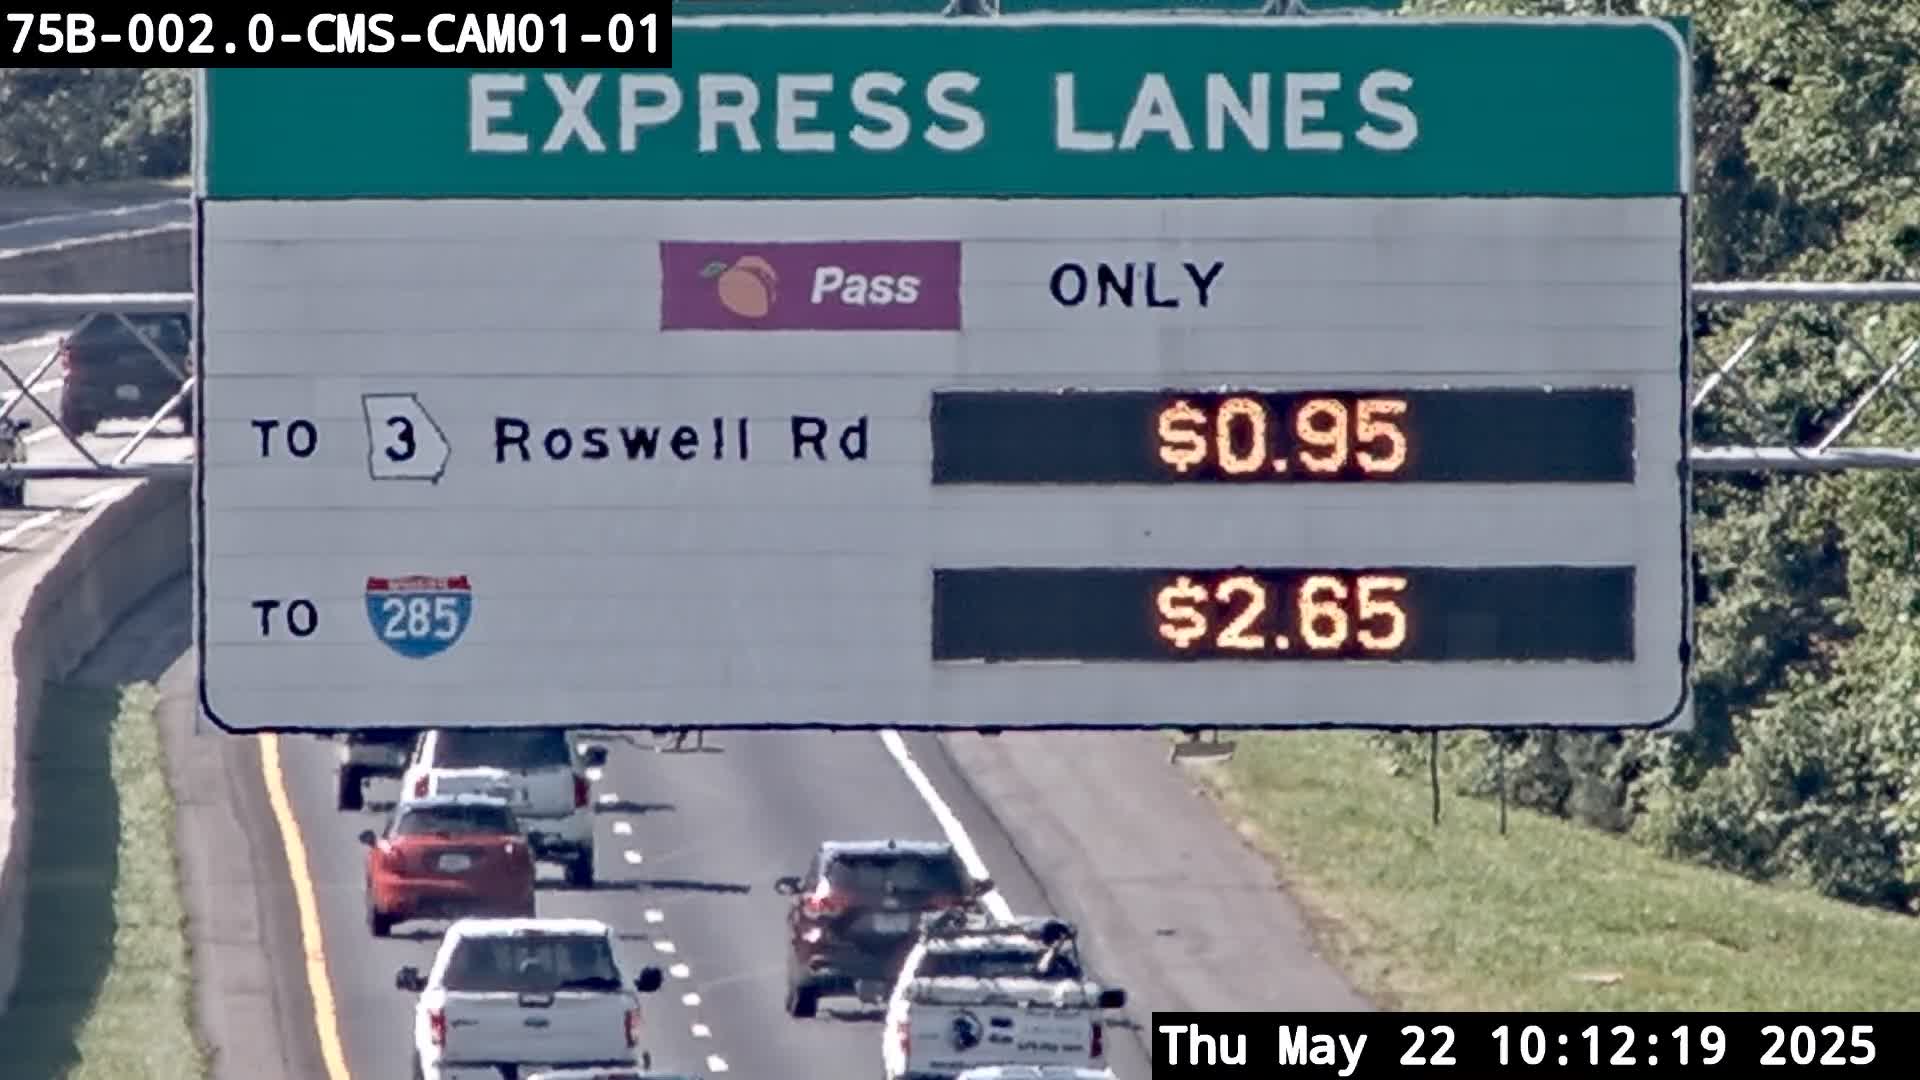 75B-002.0-CMS-CAM01-01
EXPRESS LANES
Pass ONLY
TO 3 Roswell Rd $0.95
TO 285 $2.65
Thu May 22 10:12:19 2025